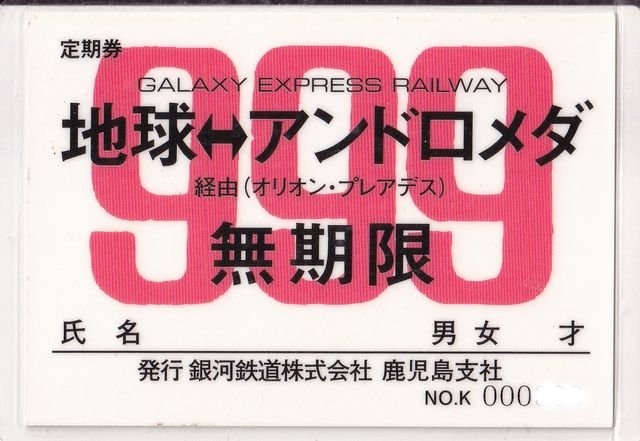 定期券
999
GALAXY EXPRESS RAILWAY
地球↔アンドロメダ
経由(オリオン・プレアデス)
無期限
氏名 男女 才
発行 銀河鉄道株式会社 鹿児島支社
NO.K 000